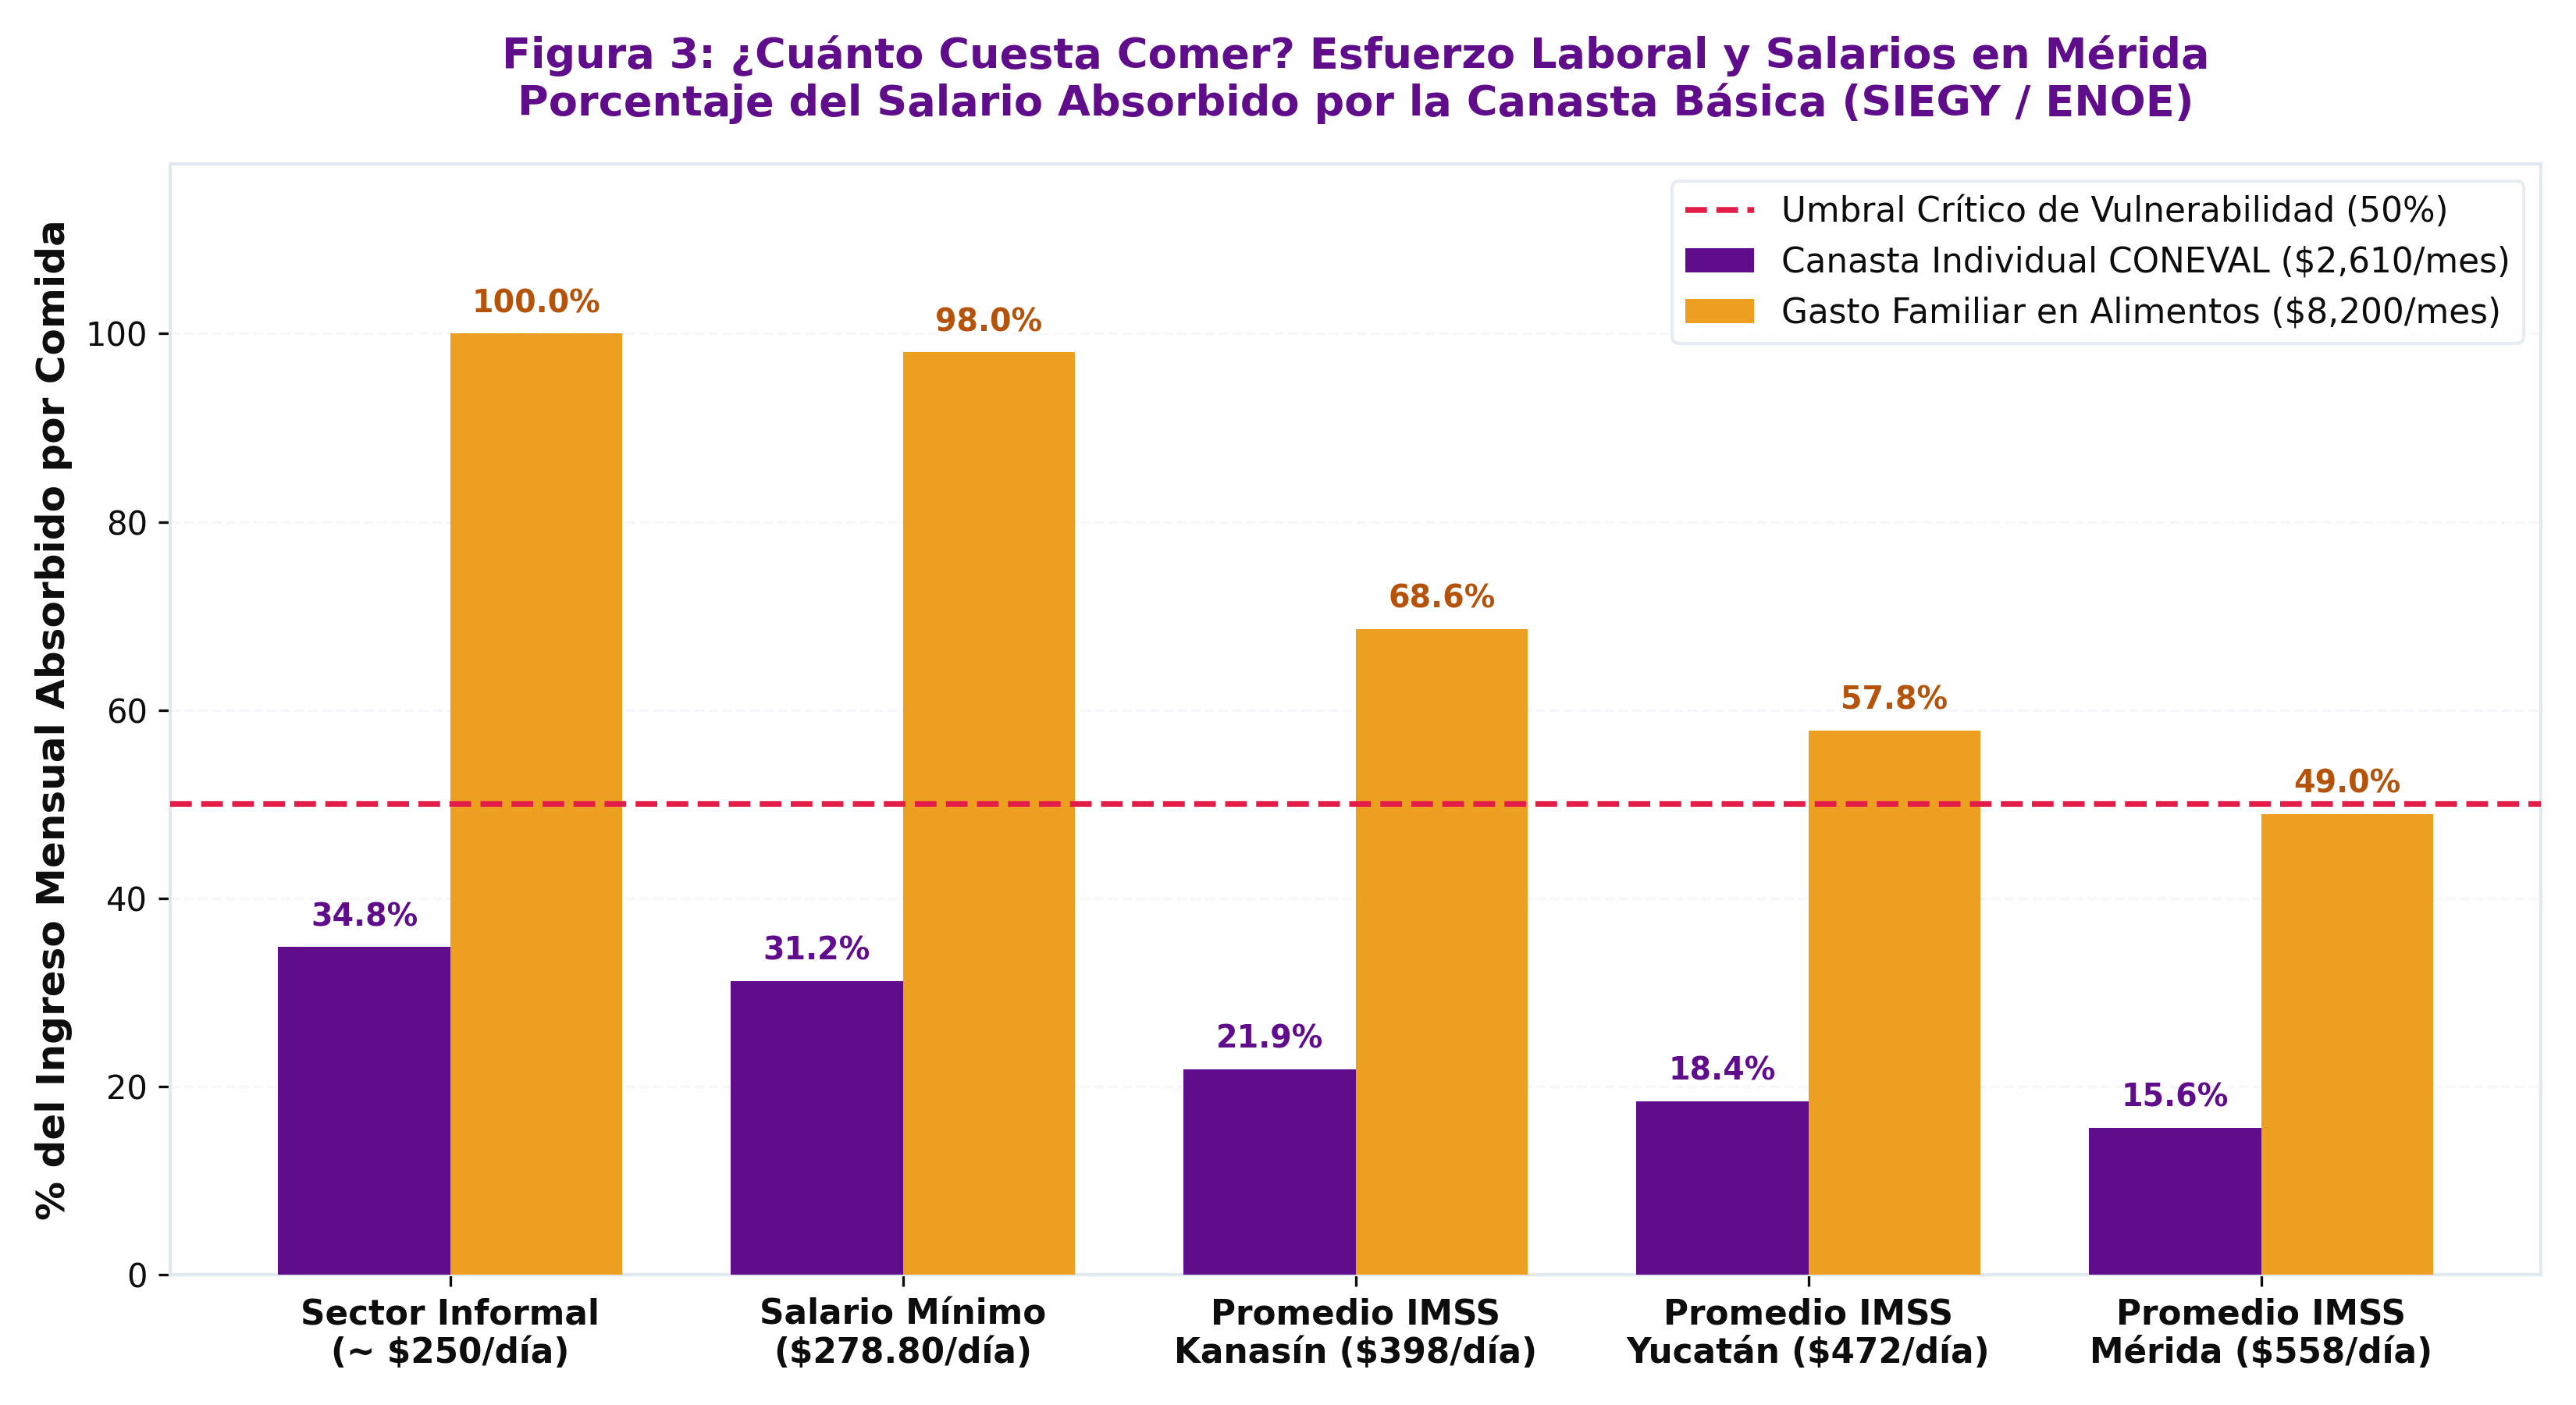 Figura 3: ¿Cuánto Cuesta Comer? Esfuerzo Laboral y Salarios en Mérida
Porcentaje del Salario Absorbido por la Canasta Básica (SIEGY / ENOE)
% del Ingreso Mensual Absorbido por Comida
Umbral Crítico de Vulnerabilidad (50%)
Canasta Individual CONEVAL ($2,610/mes)
Gasto Familiar en Alimentos ($8,200/mes)
100
80
60
40
20
0
34.8%
100.0%
31.2%
98.0%
21.9%
68.6%
18.4%
57.8%
15.6%
49.0%
Sector Informal
(~ $250/día)
Salario Mínimo
($278.80/día)
Promedio IMSS
Kanasín ($398/día)
Promedio IMSS
Yucatán ($472/día)
Promedio IMSS
Mérida ($558/día)